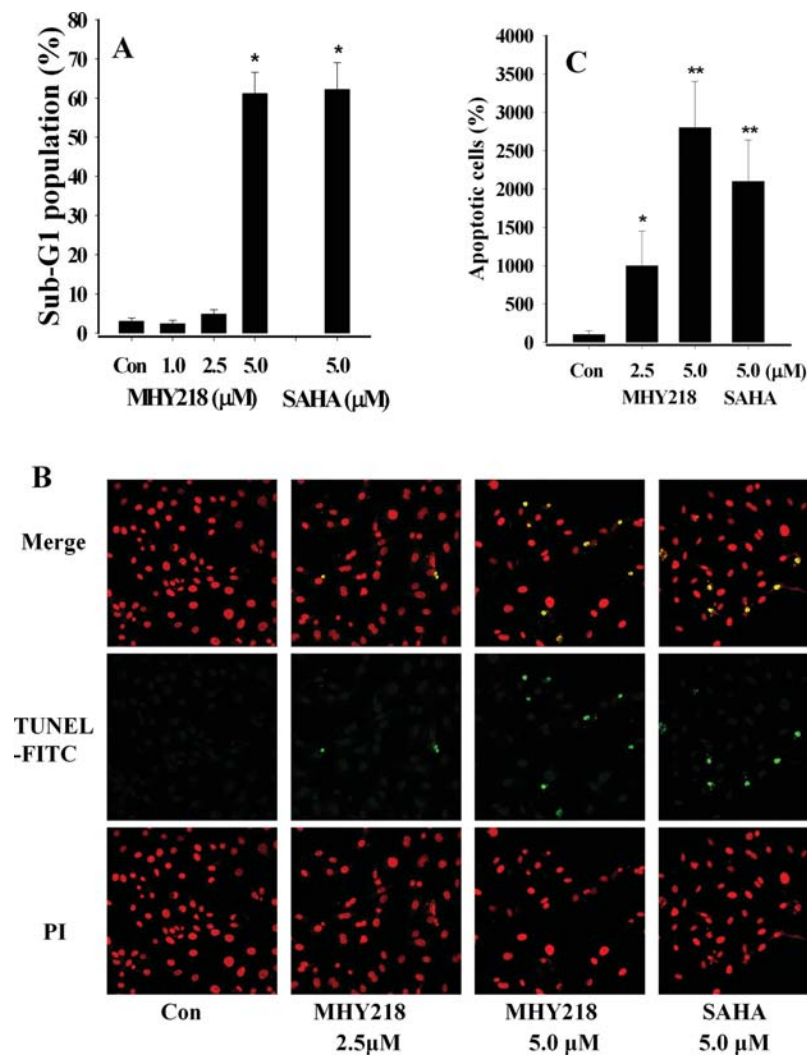 A
Sub-G1 population (%)
90
80
70
60
50
40
30
20
10
0
*
*
Con 1.0 2.5 5.0 5.0
MHY218 (μM) SAHA (μM)
C
Apoptotic cells (%)
4000
3500
3000
2500
2000
1000
500
0
*
**
**
Con 2.5 5.0 5.0 (μM)
MHY218 SAHA
B
Merge
TUNEL
-FITC
PI
Con MHY218 MHY218 SAHA
2.5μM 5.0 μM 5.0 μM